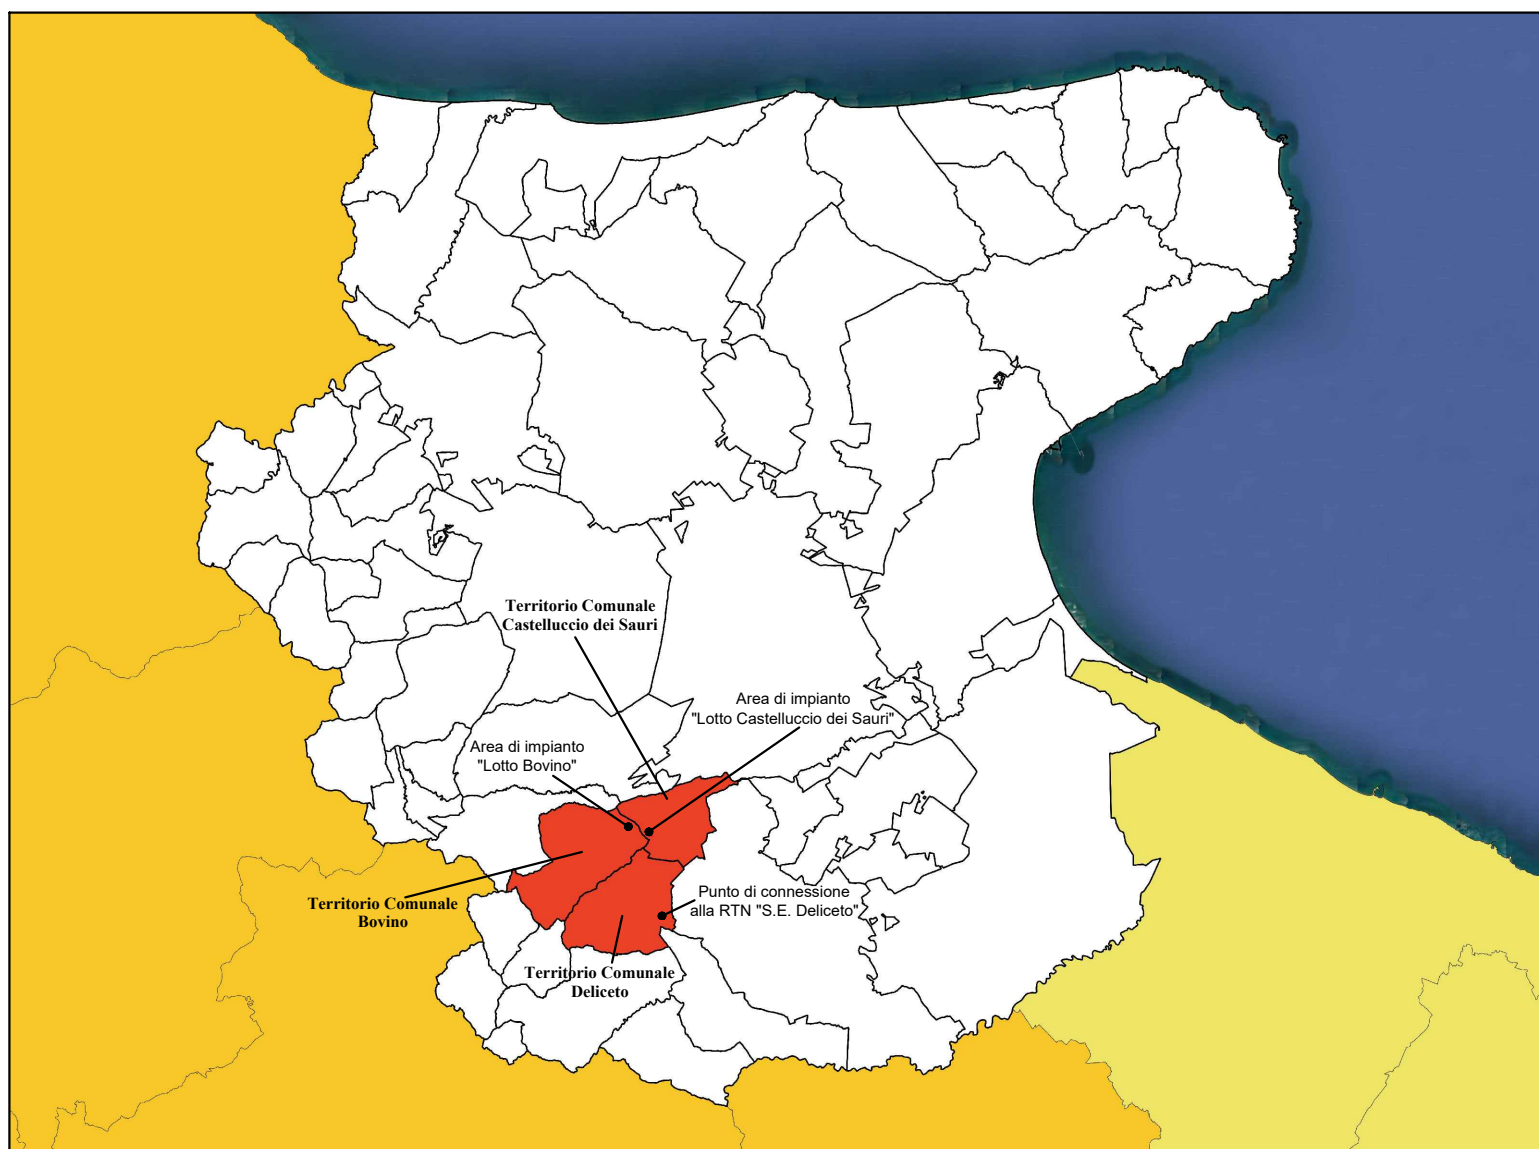 Territorio Comunale
Castelluccio dei Sauri
Area di impianto
"Lotto Castelluccio dei Sauri"
Area di impianto
"Lotto Bovino"
Punto di connessione
alla RTN "S.E. Deliceto"
Territorio Comunale
Bovino
Territorio Comunale
Deliceto